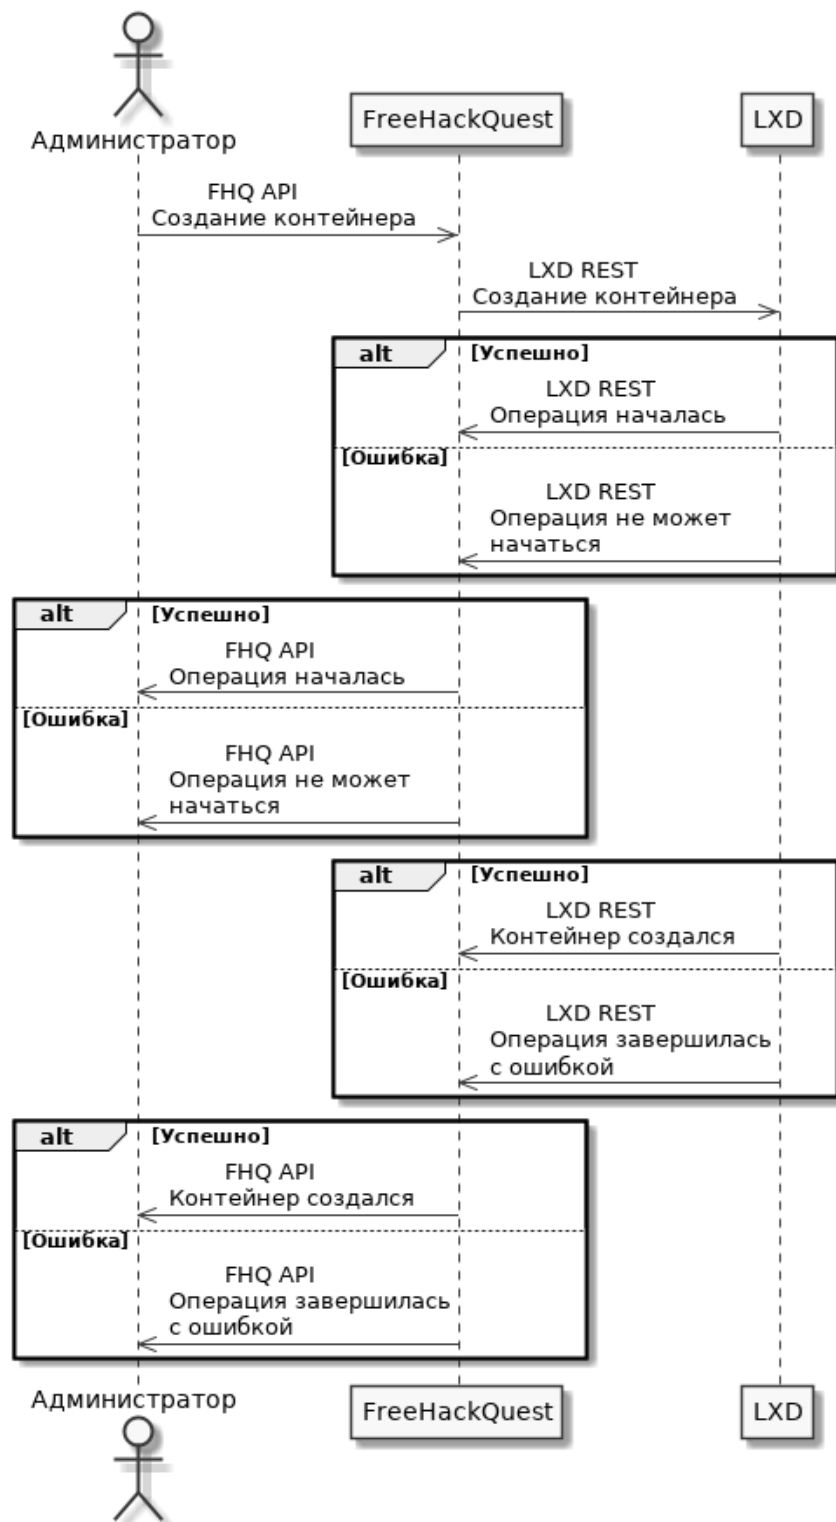 Администратор
FreeHackQuest
LXD
FHQ API
Создание контейнера
LXD REST
Создание контейнера
alt
[Успешно]
LXD REST
Операция началась
[Ошибка]
LXD REST
Операция не может
начаться
alt
[Успешно]
FHQ API
Операция началась
[Ошибка]
FHQ API
Операция не может
начаться
alt
[Успешно]
LXD REST
Контейнер создался
[Ошибка]
LXD REST
Операция завершилась
с ошибкой
alt
[Успешно]
FHQ API
Контейнер создался
[Ошибка]
FHQ API
Операция завершилась
с ошибкой
Администратор
FreeHackQuest
LXD